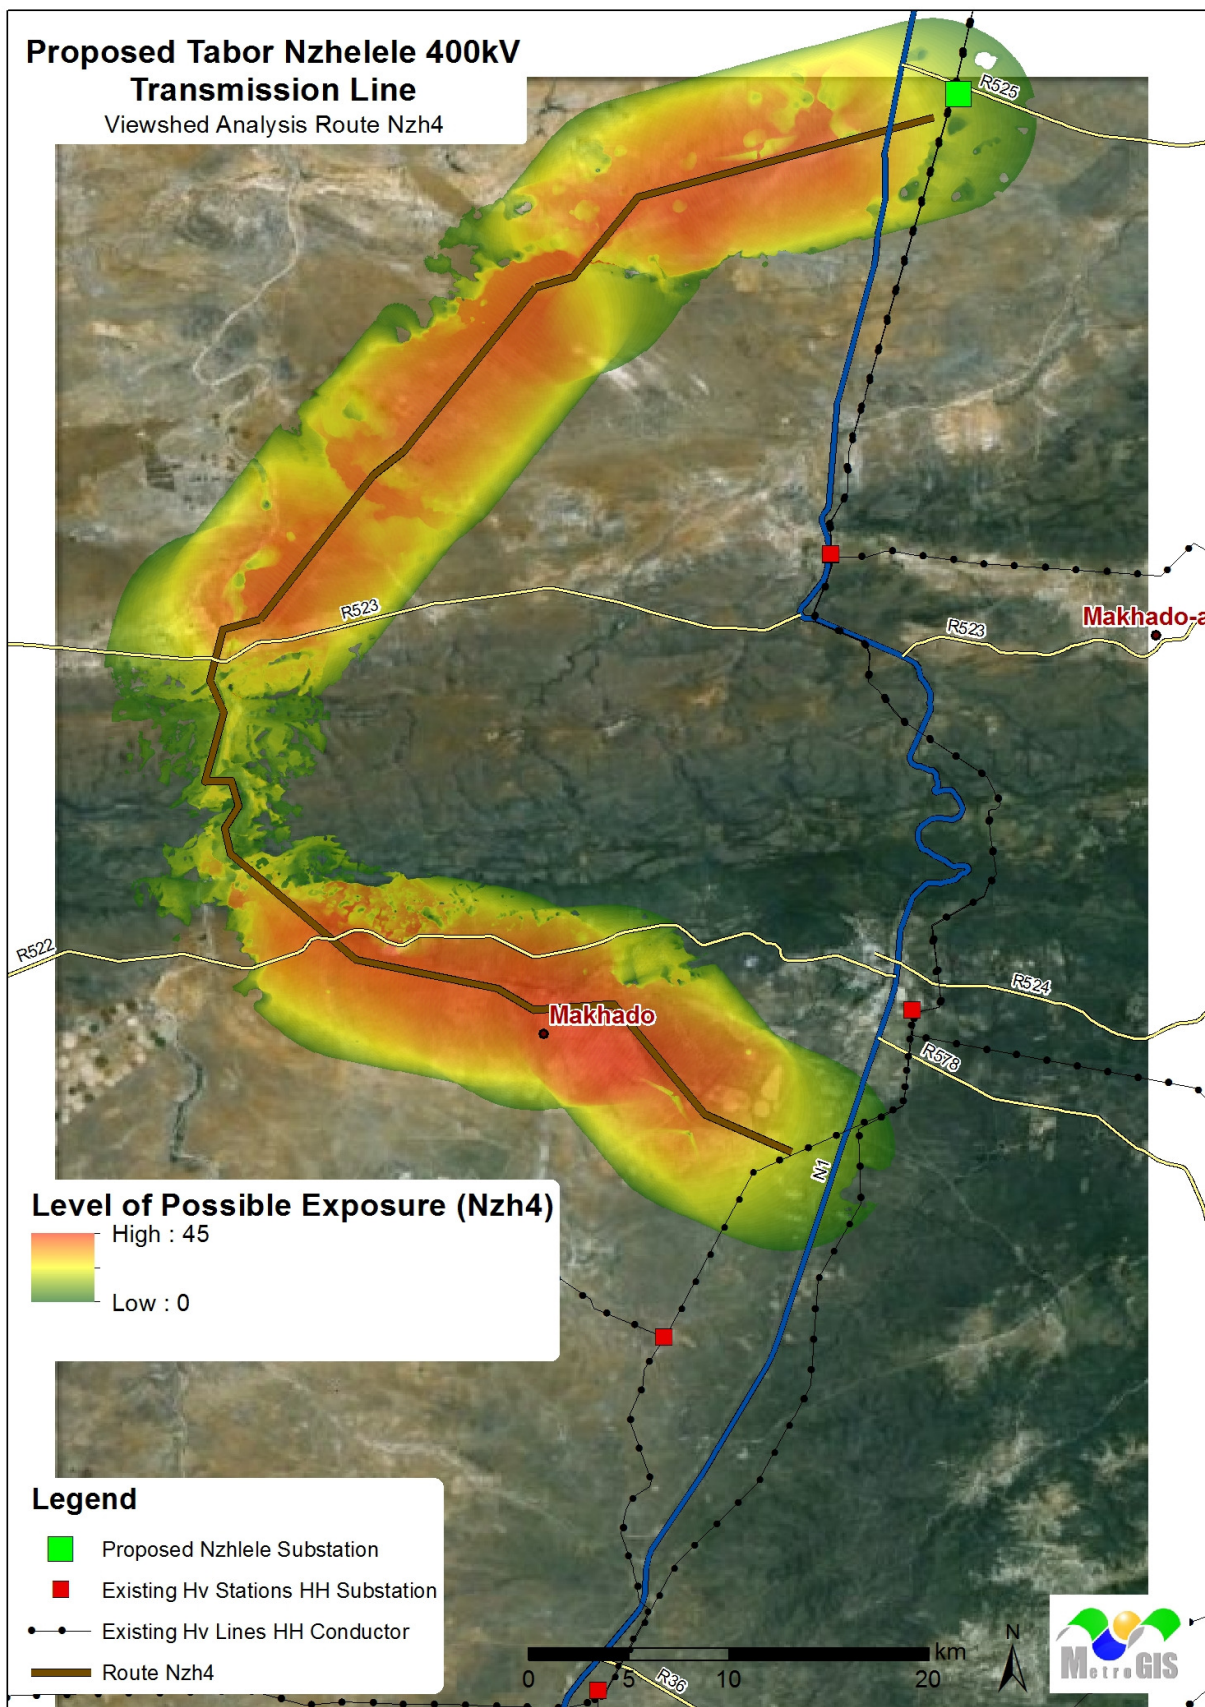 Proposed Tabor Nzhelele 400kV
Transmission Line
Viewshed Analysis Route Nzh4
R525
R523
R523
Makhado-a
R522
R524
Makhado
R578
N1
Level of Possible Exposure (Nzh4)
High : 45
Low : 0
Legend
Proposed Nzhlele Substation
Existing Hv Stations HH Substation
Existing Hv Lines HH Conductor
Route Nzh4
km
0 5 10 20
R36
N
MetroGIS